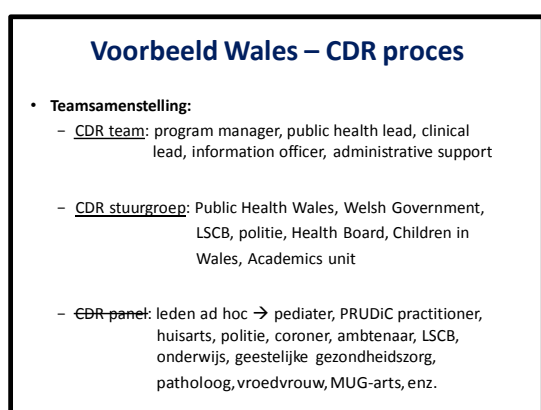 Voorbeeld Wales – CDR proces
• Teamsamenstelling:
– CDR team: program manager, public health lead, clinical
lead, information officer, administrative support
– CDR stuurgroep: Public Health Wales, Welsh Government,
LSCB, politie, Health Board, Children in
Wales, Academics unit
– CDR panel: leden ad hoc → pediater, PRUDiC practitioner,
huisarts, politie, coroner, ambtenaar, LSCB,
onderwijs, geestelijke gezondheidszorg,
patholoog, vroedvrouw, MUG-arts, enz.